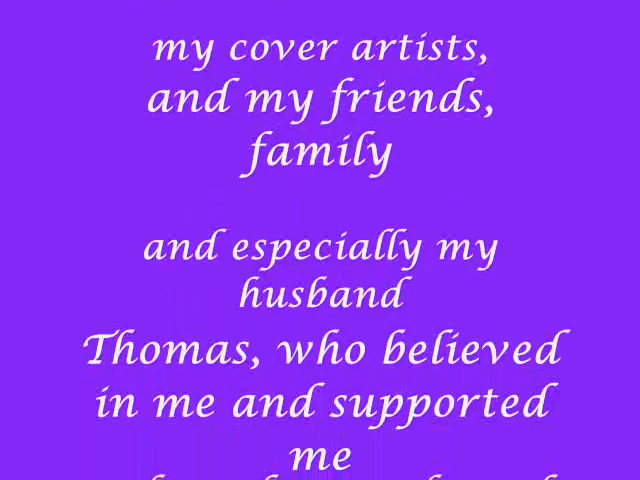 my cover artists,
and my friends,
family
and especially my
husband
Thomas, who believed
in me and supported
me